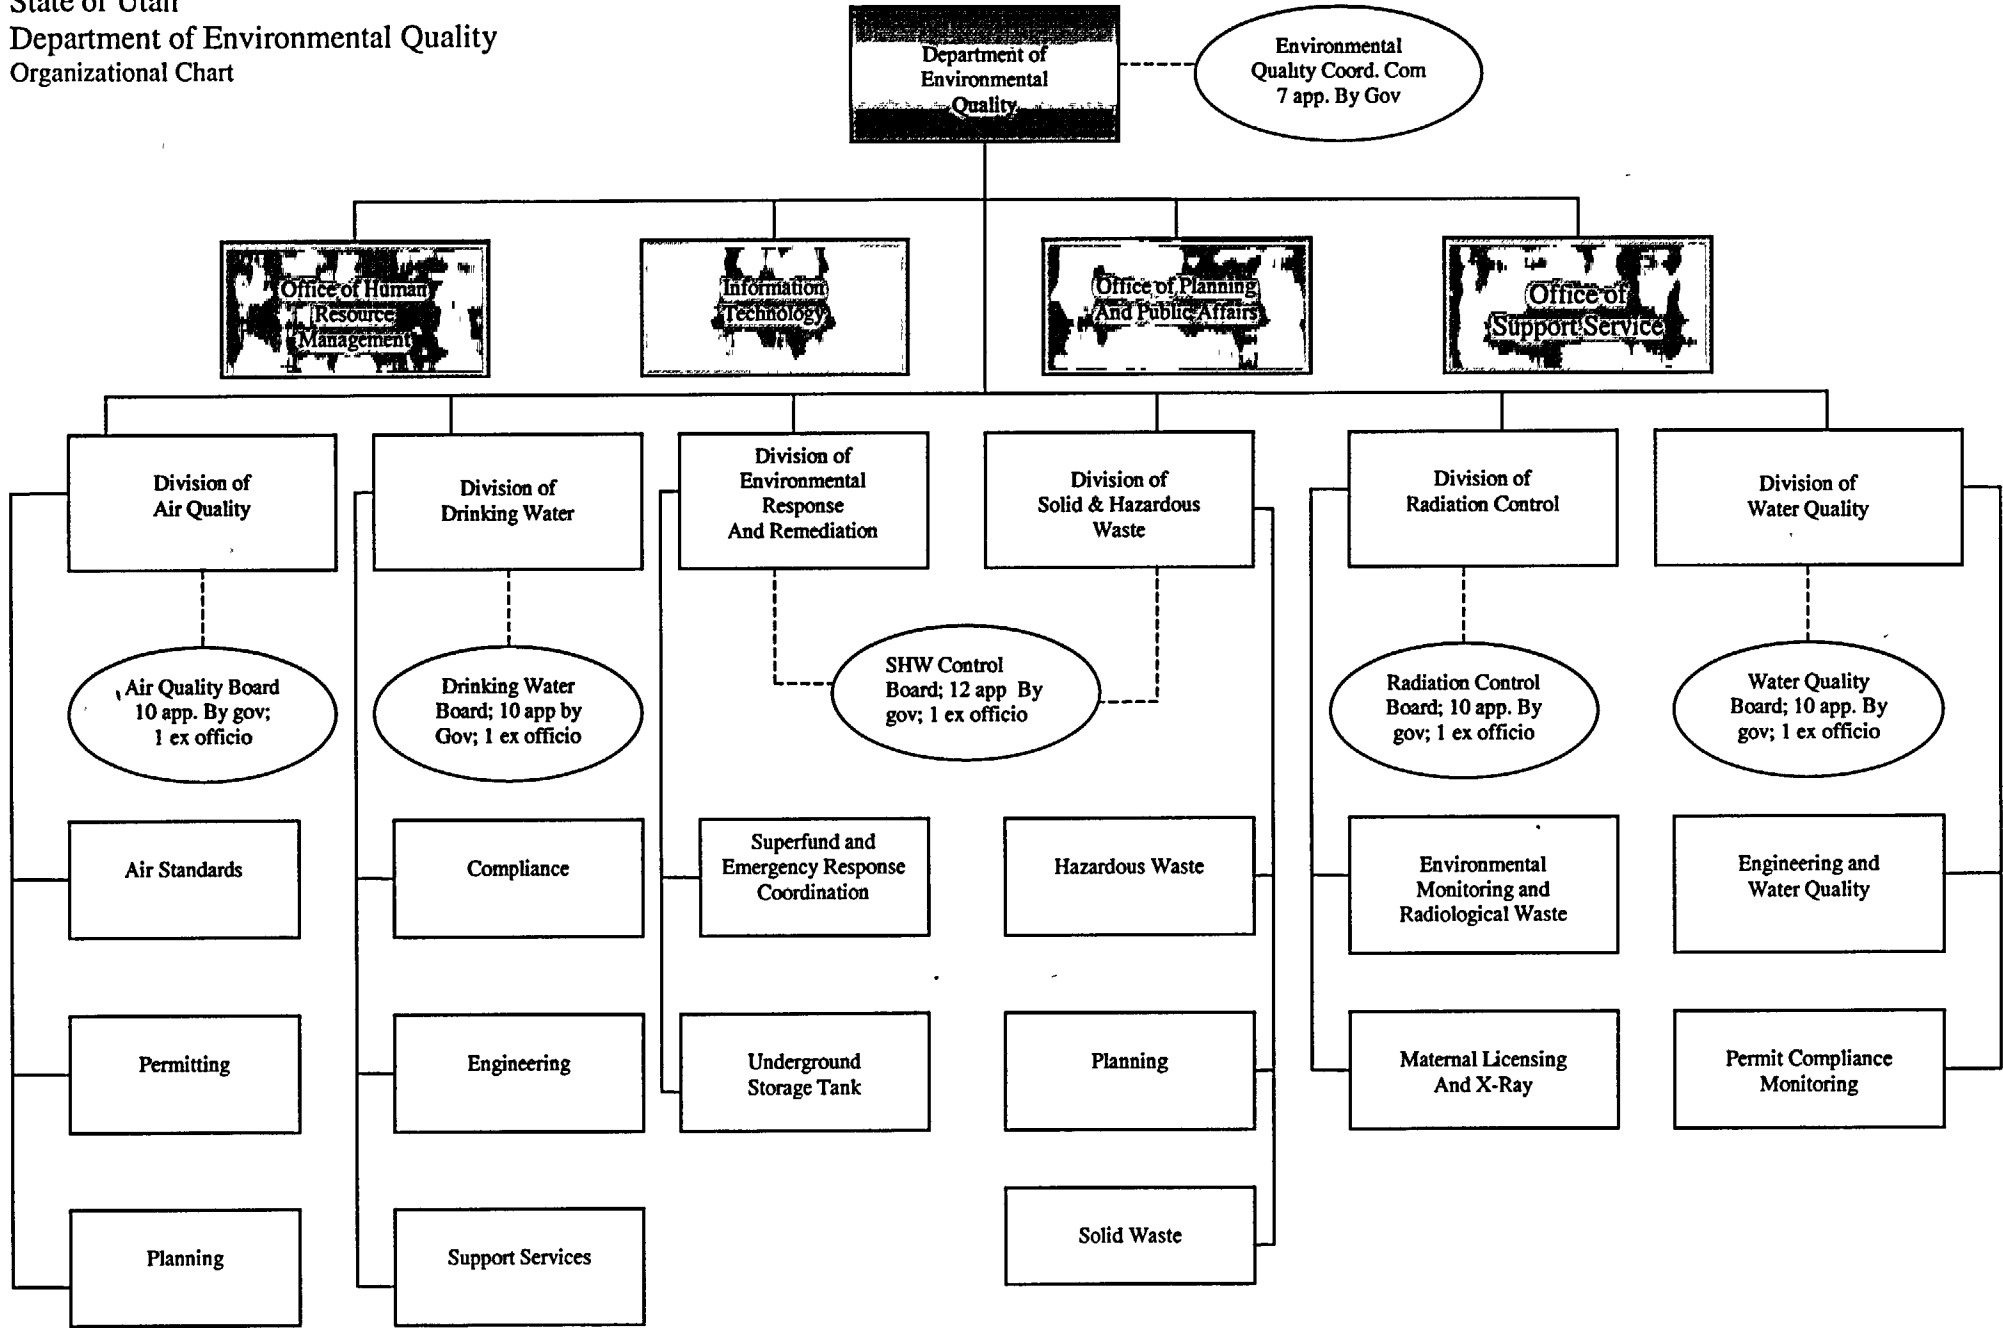 State of Utah
Department of Environmental Quality
Organizational Chart
Department of
Environmental
Quality
Environmental
Quality Coord. Com
7 app. By Gov
Office of Human
Resource
Management
Information
Technology
Office of Planning
And Public Affairs
Office of
Support Service
Division of
Air Quality
Division of
Drinking Water
Division of
Environmental
Response
And Remediation
Division of
Solid & Hazardous
Waste
Division of
Radiation Control
Division of
Water Quality
Air Quality Board
10 app. By gov;
1 ex officio
Drinking Water
Board; 10 app by
Gov; 1 ex officio
SHW Control
Board; 12 app By
gov; 1 ex officio
Radiation Control
Board; 10 app. By
gov; 1 ex officio
Water Quality
Board; 10 app. By
gov; 1 ex officio
Air Standards
Compliance
Superfund and
Emergency Response
Coordination
Hazardous Waste
Environmental
Monitoring and
Radiological Waste
Engineering and
Water Quality
Permitting
Engineering
Underground
Storage Tank
Planning
Maternal Licensing
And X-Ray
Permit Compliance
Monitoring
Planning
Support Services
Solid Waste